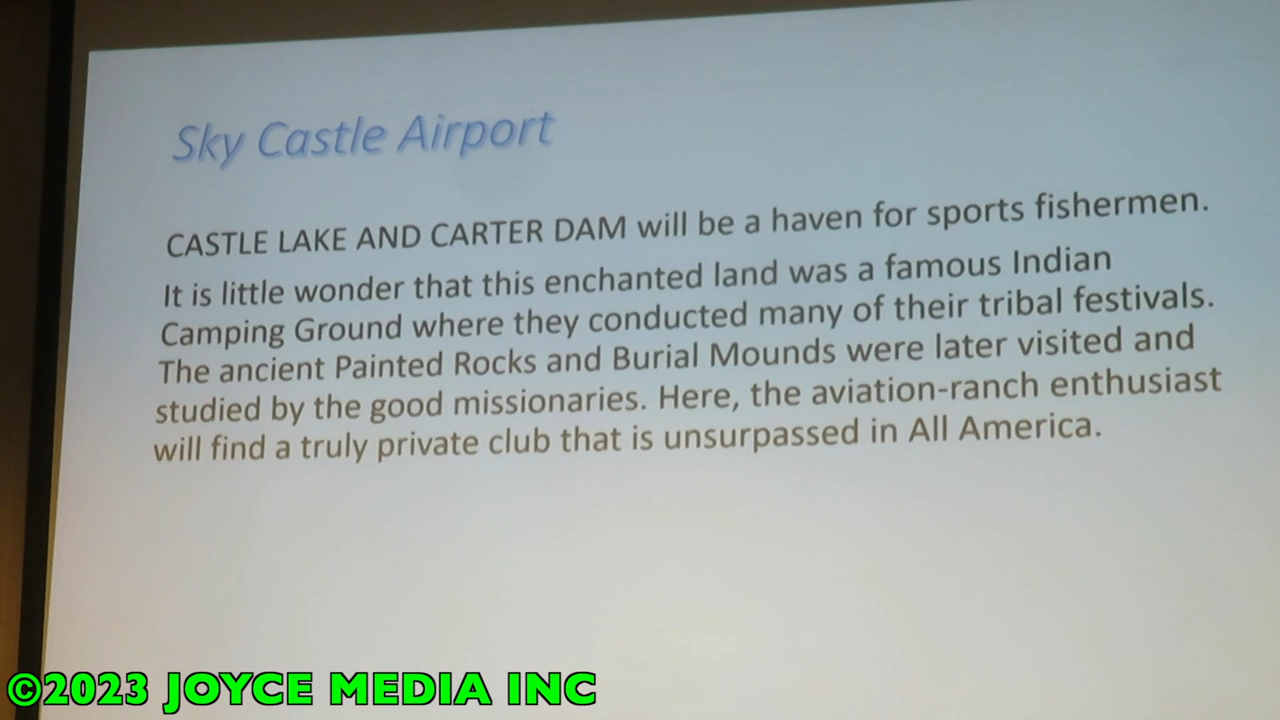 Sky Castle Airport
CASTLE LAKE AND CARTER DAM will be a haven for sports fishermen.
It is little wonder that this enchanted land was a famous Indian
Camping Ground where they conducted many of their tribal festivals.
The ancient Painted Rocks and Burial Mounds were later visited and
studied by the good missionaries. Here, the aviation-ranch enthusiast
will find a truly private club that is unsurpassed in All America.
©2023 JOYCE MEDIA INC